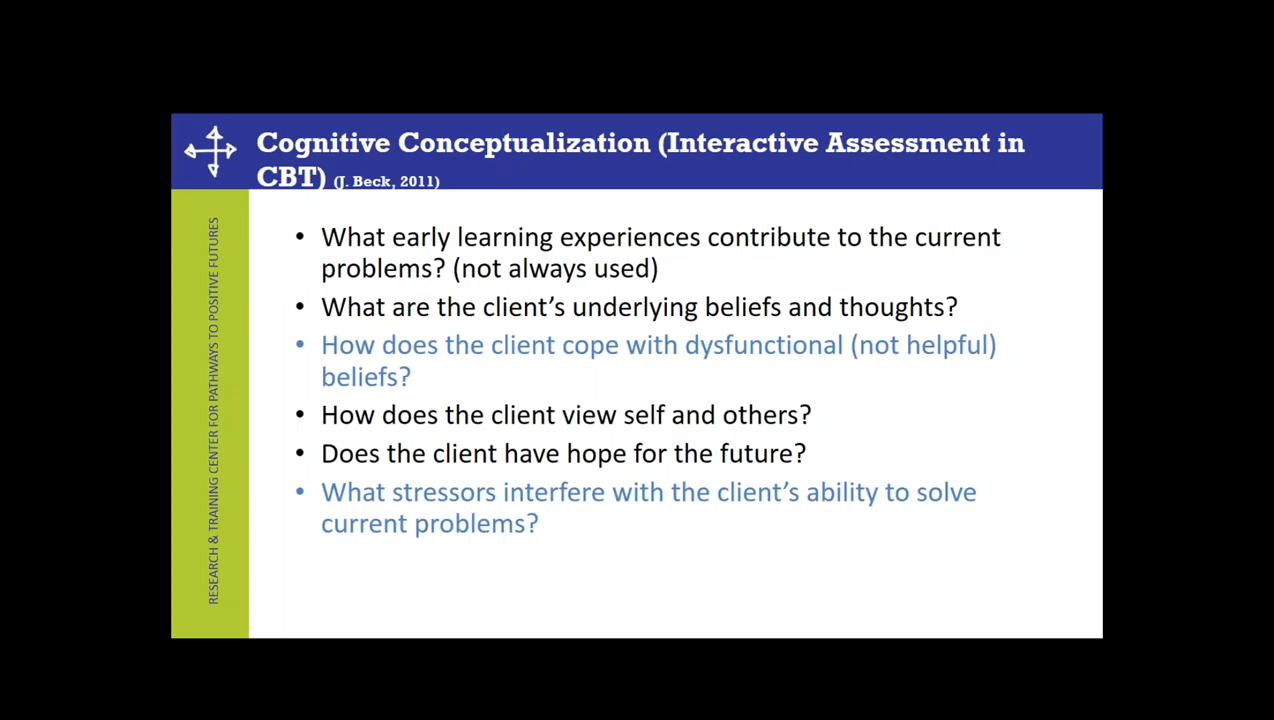 Cognitive Conceptualization (Interactive Assessment in
CBT) (J. Beck, 2011)
RESEARCH & TRAINING CENTER FOR PATHWAYS TO POSITIVE FUTURES
• What early learning experiences contribute to the current
problems? (not always used)
• What are the client’s underlying beliefs and thoughts?
• How does the client cope with dysfunctional (not helpful)
beliefs?
• How does the client view self and others?
• Does the client have hope for the future?
• What stressors interfere with the client’s ability to solve
current problems?